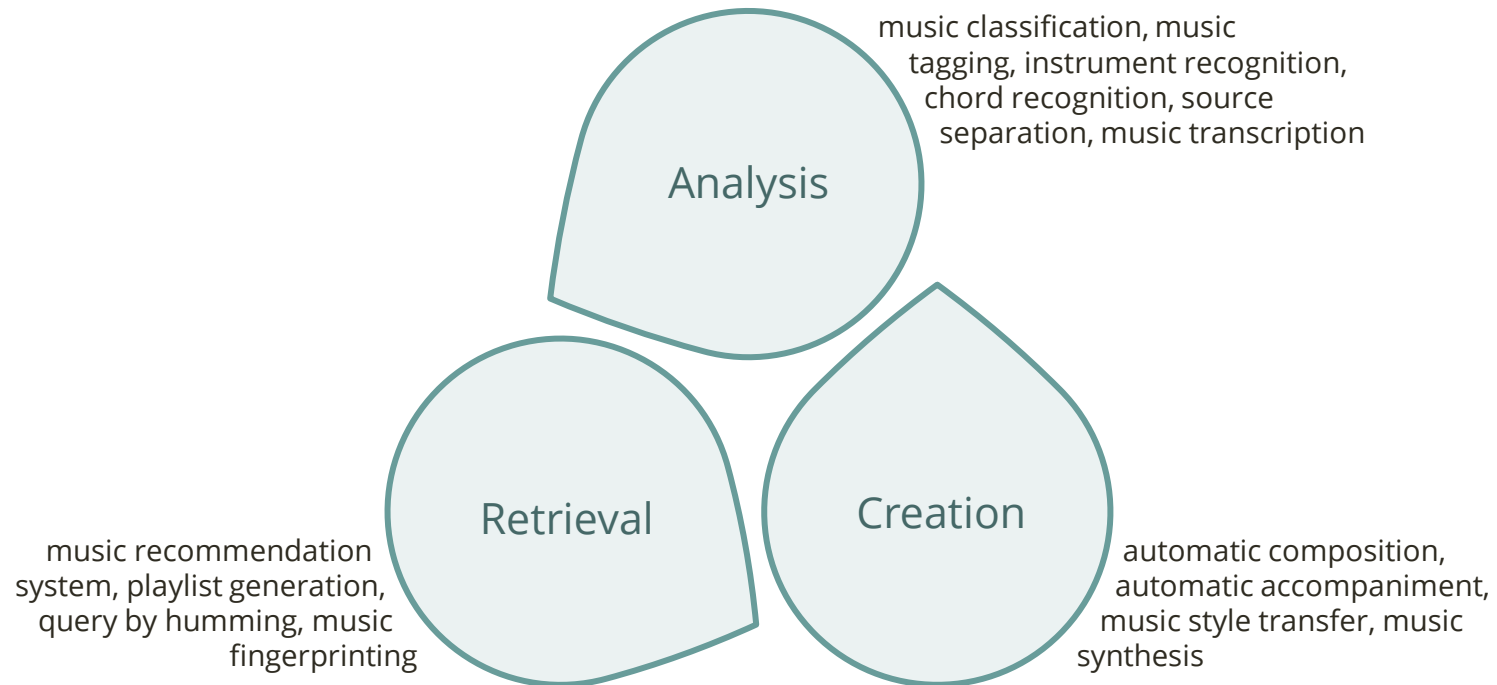 music classification, music
tagging, instrument recognition,
chord recognition, source
separation, music transcription
Analysis
Retrieval
music recommendation
system, playlist generation,
query by humming, music
fingerprinting
Creation
automatic composition,
automatic accompaniment,
music style transfer, music
synthesis